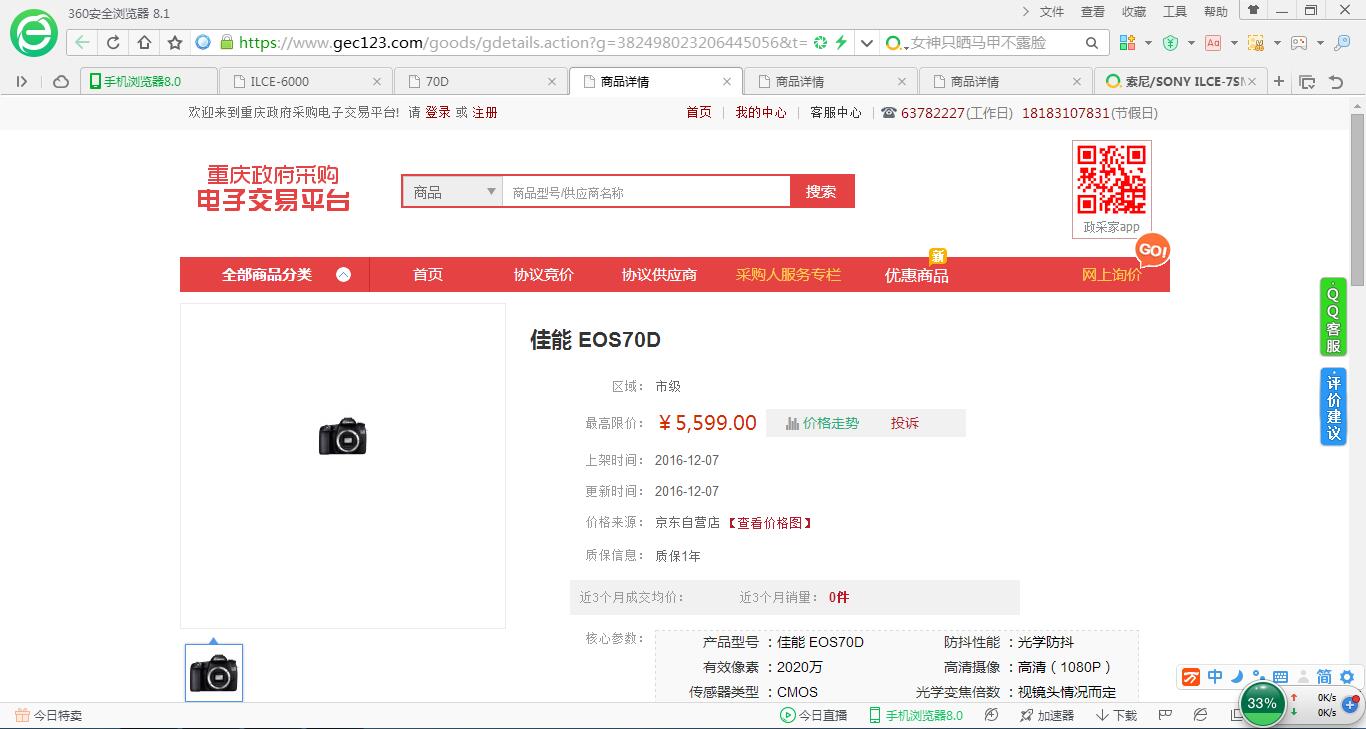 360安全浏览器 8.1
文件 查看 收藏 工具 帮助
https://www.gec123.com/goods/gdetails.action?g=382498023206445056&t=
女神只晒马甲不露脸
手机浏览器8.0
ILCE-6000
70D
商品详情
商品详情
商品详情
索尼/SONY ILCE-7SM
欢迎来到重庆政府采购电子交易平台! 请 登录 或 注册
首页 我的中心 客服中心 63782227(工作日) 18183107831(节假日)
重庆政府采购
电子交易平台
商品 商品型号/供应商名称 搜索
政采家app
GO!
新
全部商品分类 首页 协议竞价 协议供应商 采购人服务专栏 优惠商品 网上询价
QQ客服
评价建议
佳能 EOS70D
区域： 市级
最高限价： ￥5,599.00 价格走势 投诉
上架时间： 2016-12-07
更新时间： 2016-12-07
价格来源： 京东自营店【查看价格图】
质保信息： 质保1年
近3个月成交均价： 近3个月销量： 0件
核心参数：
产品型号 ：佳能 EOS70D 防抖性能 ：光学防抖
有效像素 ：2020万 高清摄像 ：高清（1080P）
传感器类型 ：CMOS 光学变焦倍数 ：视镜头情况而定
中 简
33% 0K/s
0K/s
今日特卖 今日直播 手机浏览器8.0 加速器 下载